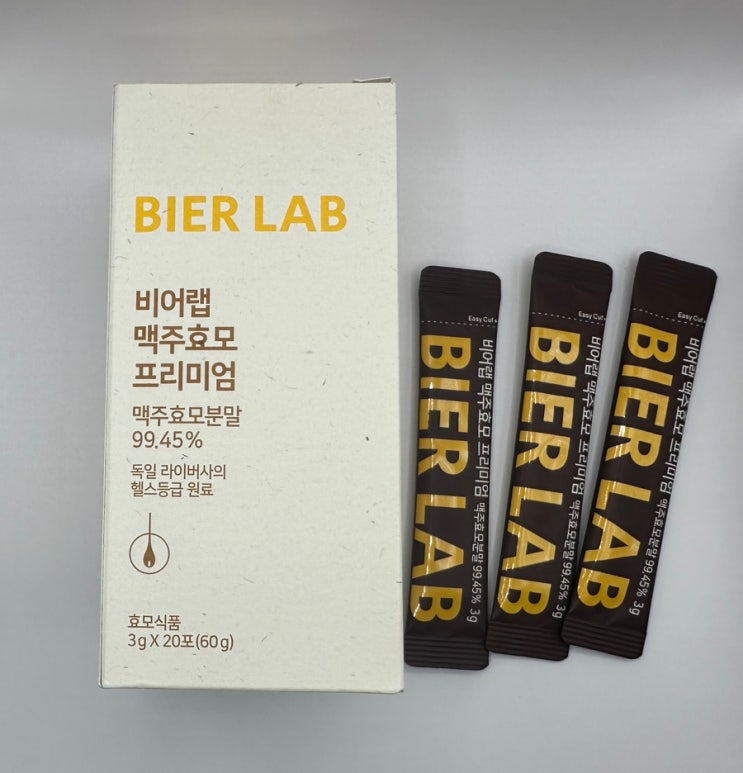 BIER LAB
비어랩
맥주효모
프리미엄
맥주효모분말
99.45%
독일 라이버사의
헬스등급 원료
효모식품
3g X 20포(60g)
Easy Cut
BIER LAB
비어랩 맥주효모 프리미엄 맥주효모분말 99.45% 3g
Easy Cut
BIER LAB
비어랩 맥주효모 프리미엄 맥주효모분말 99.45% 3g
Easy Cut
BIER LAB
비어랩 맥주효모 프리미엄 맥주효모분말 99.45% 3g